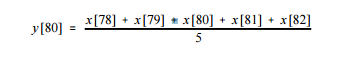 y[80] = x[78] + x[79] + x[80] + x[81] + x[82]
5